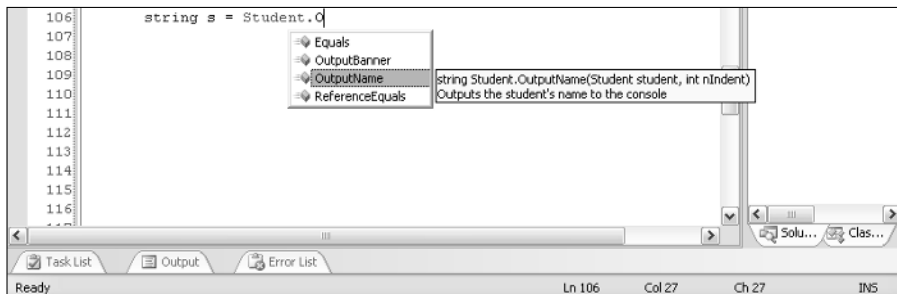 106 string s = Student.O
107
108
109
110
111
112
113
114
115
116
Equals
OutputBanner
OutputName
ReferenceEquals
string Student.OutputName(Student student, int nIndent)
Outputs the student's name to the console
Solu... Clas...
Task List Output Error List
Ready Ln 106 Col 27 Ch 27 INS